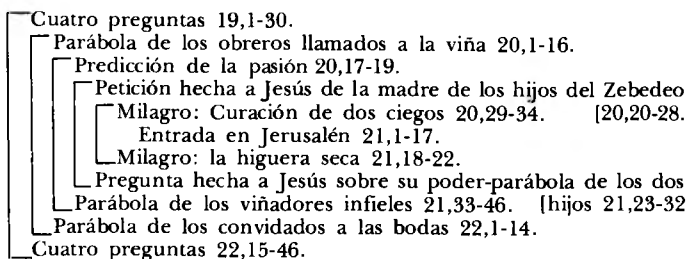 Cuatro preguntas 19,1-30.
Parábola de los obreros llamados a la viña 20,1-16.
Predicción de la pasión 20,17-19.
Petición hecha a Jesús de la madre de los hijos del Zebedeo
Milagro: Curación de dos ciegos 20,29-34. [20,20-28.
Entrada en Jerusalén 21,1-17.
Milagro: la higuera seca 21,18-22.
Pregunta hecha a Jesús sobre su poder-parábola de los dos
Parábola de los viñadores infieles 21,33-46. [hijos 21,23-32
Parábola de los convidados a las bodas 22,1-14.
Cuatro preguntas 22,15-46.